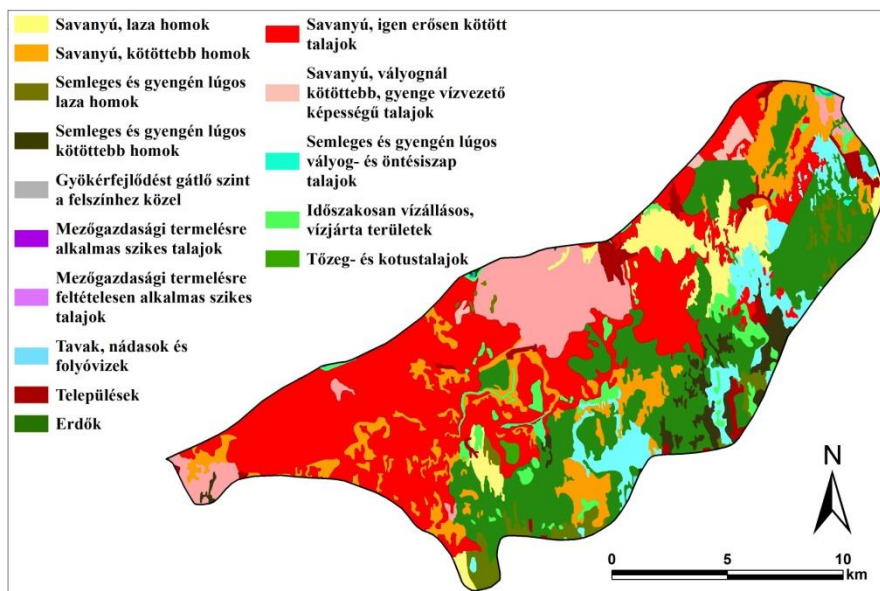 Savanyú, laza homok
Savanyú, kötöttebb homok
Semleges és gyengén lúgos
laza homok
Semleges és gyengén lúgos
kötöttebb homok
Gyökérfejlődést gátlő szint
a felszínhez közel
Mezőgazdasági termelésre
alkalmas szikes talajok
Mezőgazdasági termelésre
feltételesen alkalmas szikes
talajok
Tavak, nádasok és
folyóvizek
Települések
Erdők
Savanyú, igen erősen kötött
talajok
Savanyú, vályognál
kötöttebb, gyenge vízvezető
képességű talajok
Semleges és gyengén lúgos
vályog- és öntésiszap
talajok
Időszakosan vízállásos,
vízjárta területek
Tőzeg- és kotustalajok
N
0 5 10
km